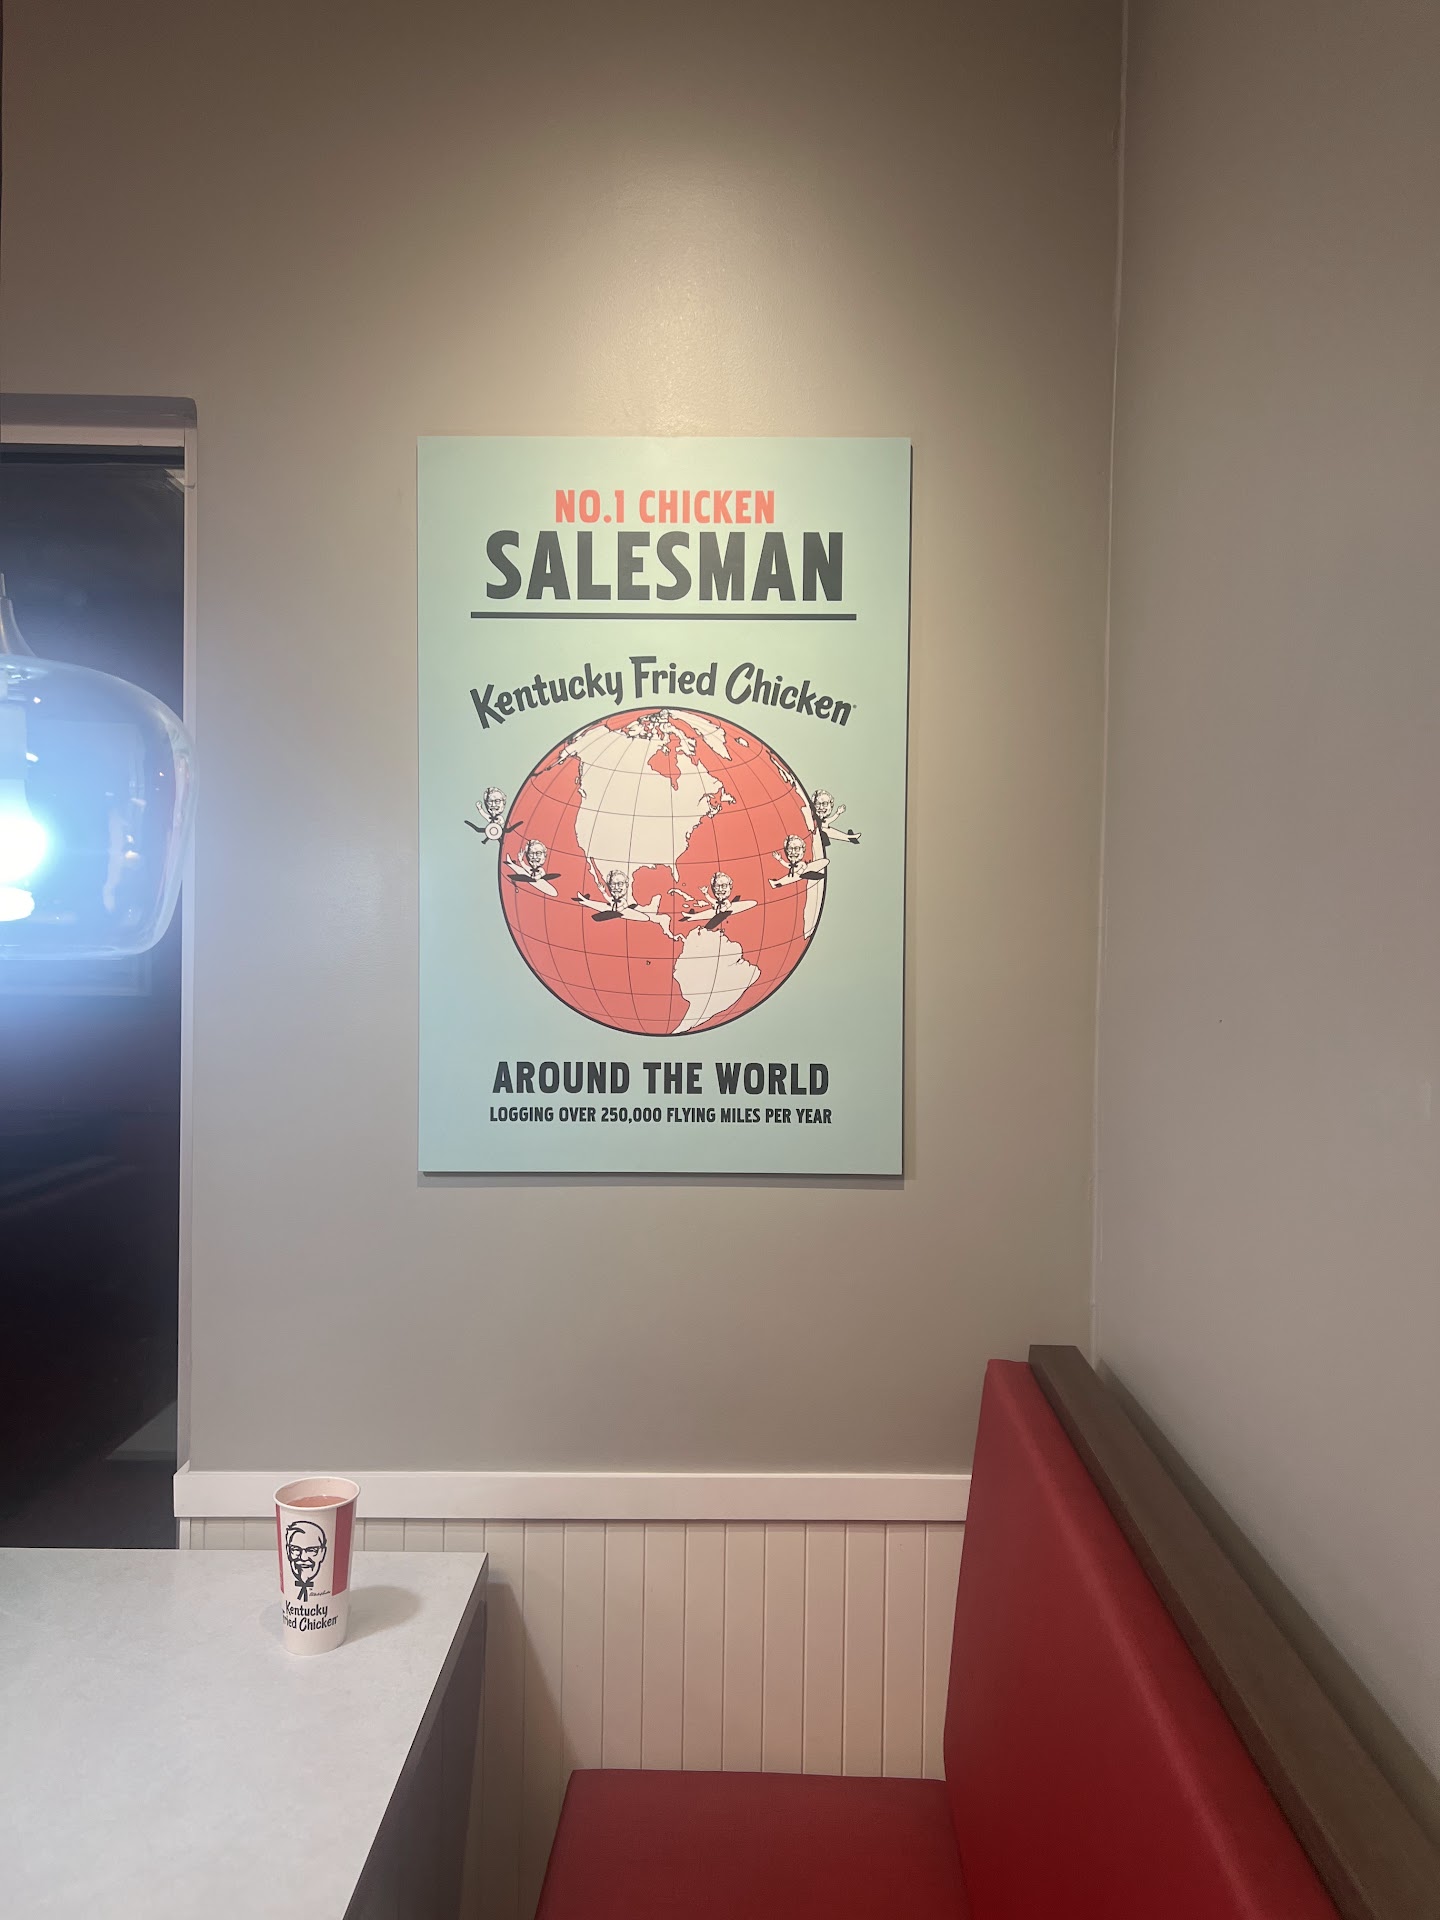 NO.1 CHICKEN
SALESMAN
Kentucky Fried Chicken®
AROUND THE WORLD
LOGGING OVER 250,000 FLYING MILES PER YEAR
Kentucky
Fried Chicken